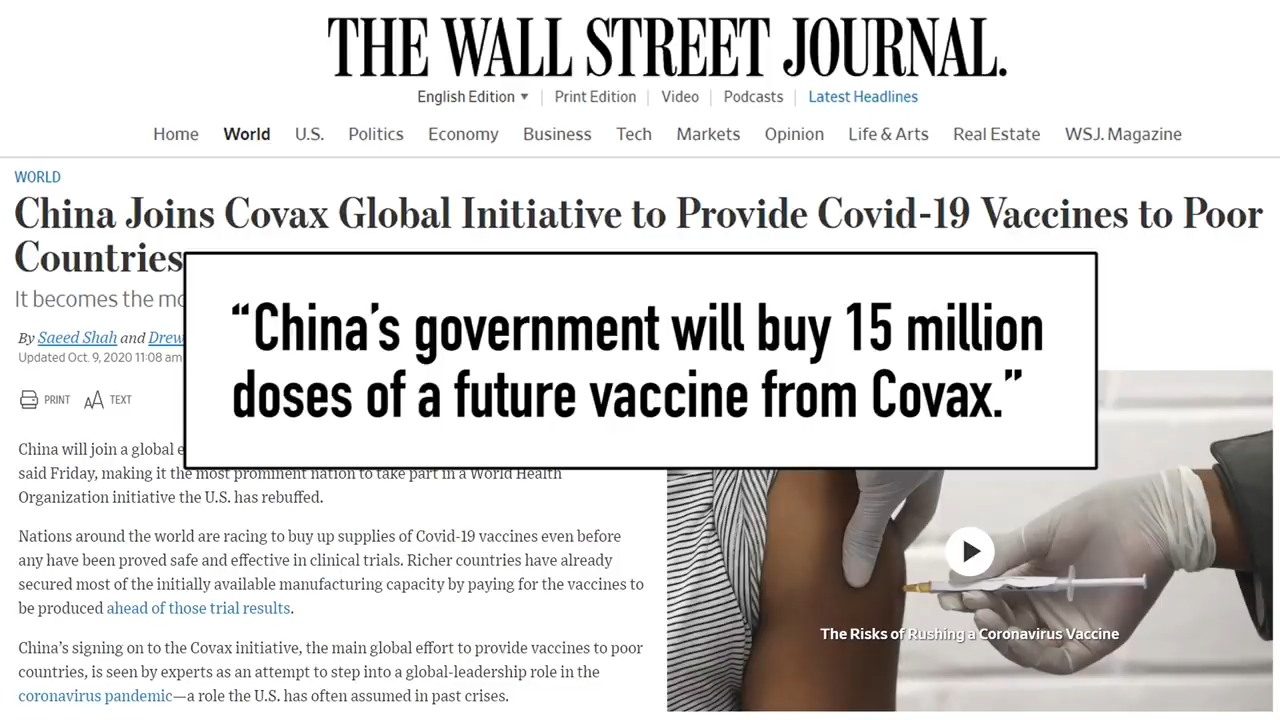 THE WALL STREET JOURNAL.
English Edition | Print Edition | Video | Podcasts | Latest Headlines
Home World U.S. Politics Economy Business Tech Markets Opinion Life & Arts Real Estate WSJ. Magazine
WORLD
China Joins Covax Global Initiative to Provide Covid-19 Vaccines to Poor
Countries
It becomes the
By Saeed Shah and Drew
Updated Oct. 9, 2020 11:08 am
PRINT AA TEXT
“China’s government will buy 15 million
doses of a future vaccine from Covax.”
China will join a global
said Friday, making it the most prominent nation to take part in a World Health
Organization initiative the U.S. has rebuffed.
Nations around the world are racing to buy up supplies of Covid-19 vaccines even before
any have been proved safe and effective in clinical trials. Richer countries have already
secured most of the initially available manufacturing capacity by paying for the vaccines to
be produced ahead of those trial results.
China’s signing on to the Covax initiative, the main global effort to provide vaccines to poor
countries, is seen by experts as an attempt to step into a global-leadership role in the
coronavirus pandemic—a role the U.S. has often assumed in past crises.
The Risks of Rushing a Coronavirus Vaccine